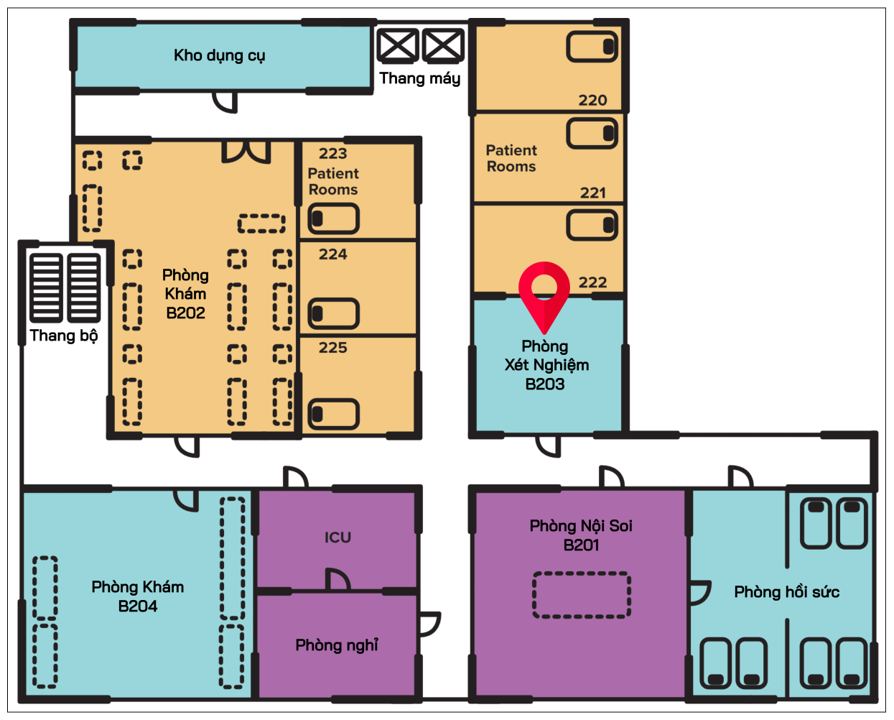 Kho dụng cụ
Thang máy
220
Patient
Rooms
221
222
223
Patient
Rooms
224
225
Phòng
Khám
B202
Thang bộ
Phòng
Xét Nghiệm
B203
ICU
Phòng Nội Soi
B201
Phòng Khám
B204
Phòng hồi sức
Phòng nghỉ